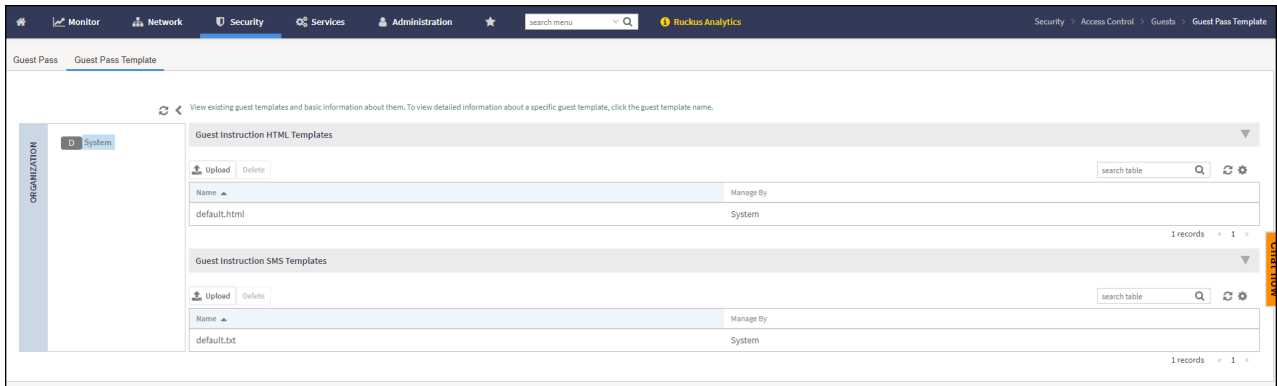 Monitor Network Security Services Administration search menu Ruckus Analytics Security > Access Control > Guests > Guest Pass Template
Guest Pass Guest Pass Template
View existing guest templates and basic information about them. To view detailed information about a specific guest template, click the guest template name.
ORGANIZATION
D System
Guest Instruction HTML Templates
Upload Delete search table
Name Manage By
default.html System
1 records « 1 »
Guest Instruction SMS Templates
Upload Delete search table
Name Manage By
default.txt System
1 records « 1 »
Chat now